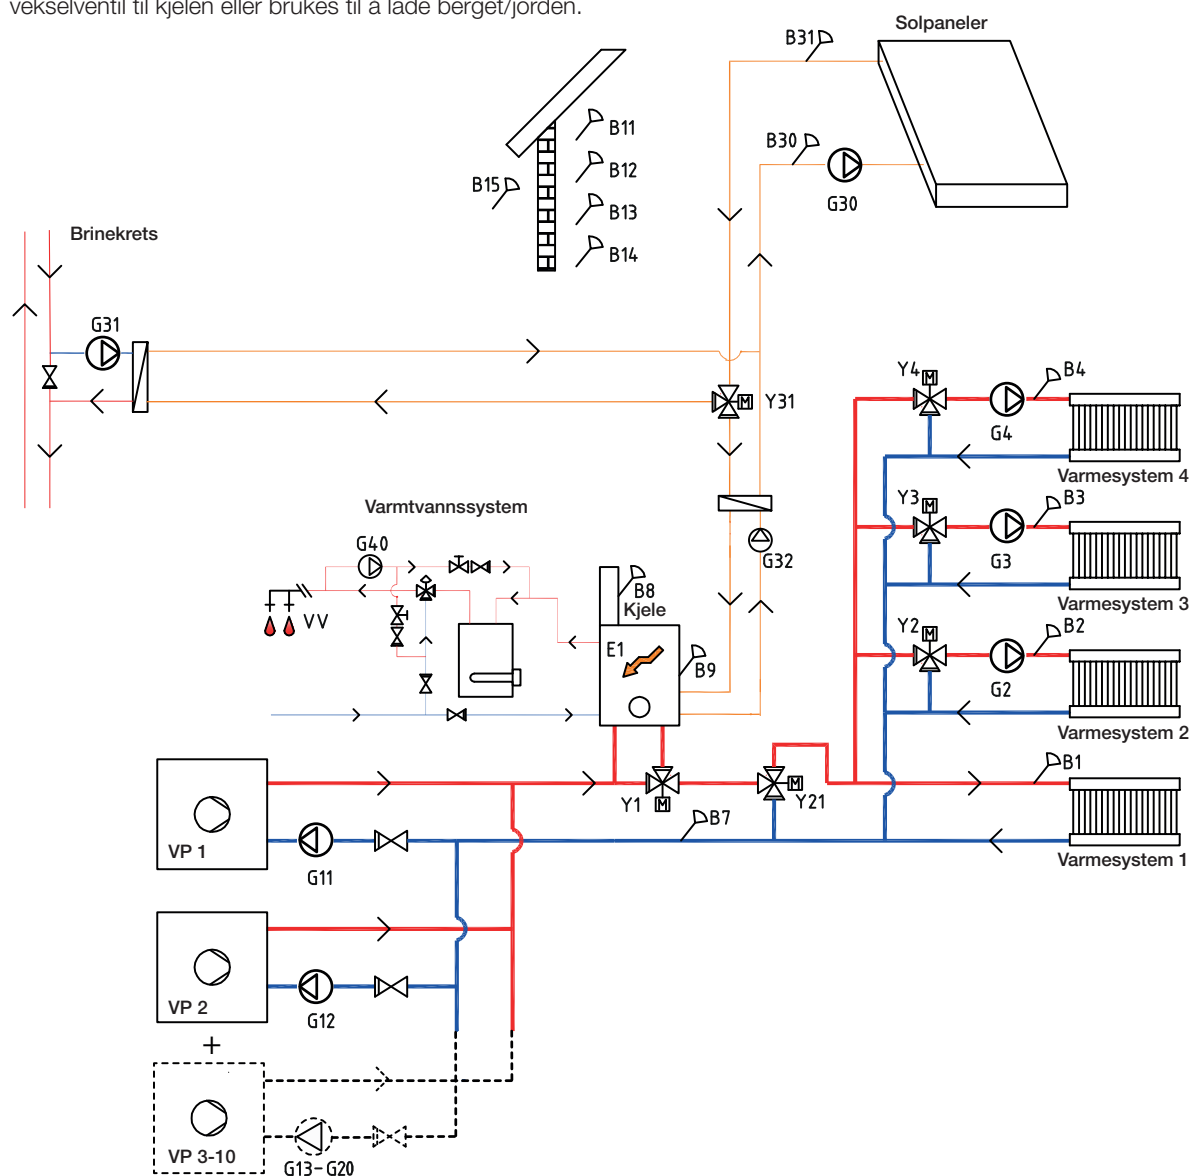 vekselventil til kjelen eller brukes til å lade berget/jorden.
Solpaneler
B31
B11
B30
B12
B15
G30
B13
B14
Brinekrets
G31
Y31
Y4
B4
G4
Varmesystem 4
Y3
B3
G3
Varmesystem 3
Varmtvannssystem
G40
G32
B8
Kjele
VV
E1
B9
Y2
B2
G2
Varmesystem 2
Y1
Y21
B1
B7
VP 1
G11
Varmesystem 1
VP 2
G12
+
VP 3-10
G13-G20
M
M
M
M
M
M